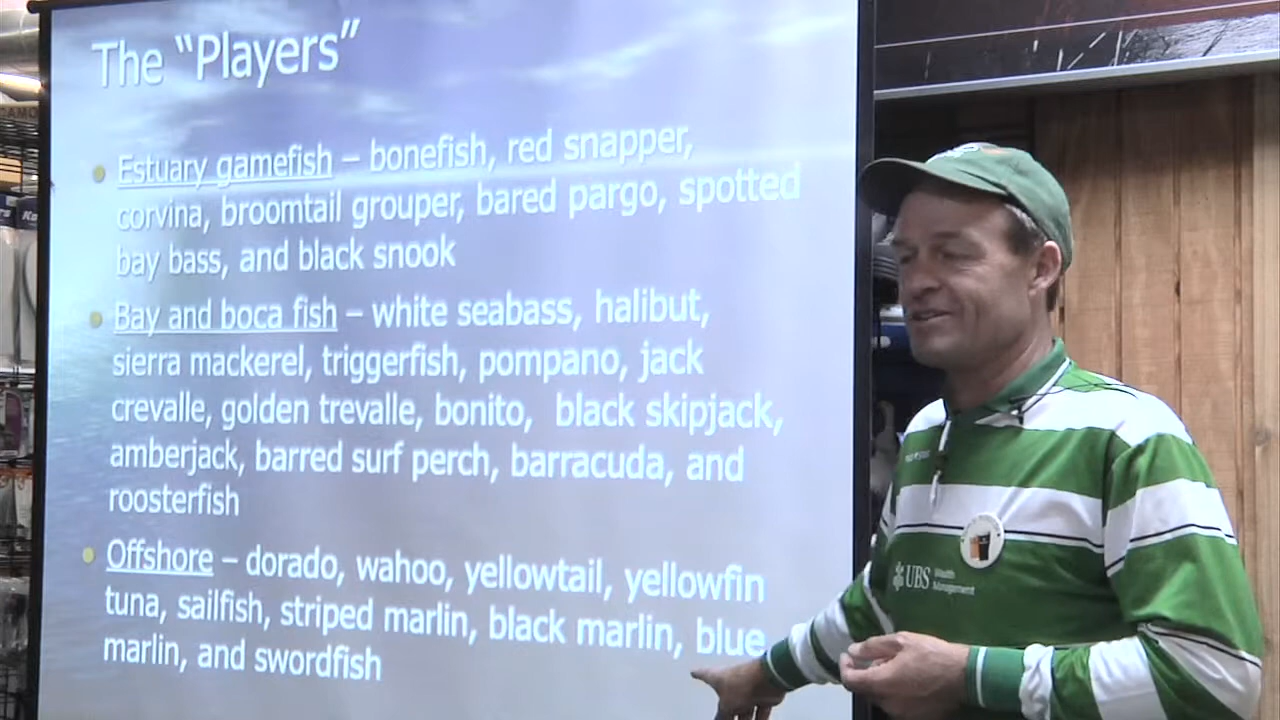 The “Players”
Estuary gamefish – bonefish, red snapper,
corvina, broomtail grouper, bared pargo, spotted
bay bass, and black snook
Bay and boca fish – white seabass, halibut,
sierra mackerel, triggerfish, pompano, jack
crevalle, golden trevalle, bonito, black skipjack,
amberjack, barred surf perch, barracuda, and
roosterfish
Offshore – dorado, wahoo, yellowtail, yellowfin
tuna, sailfish, striped marlin, black marlin, blue
marlin, and swordfish
UBS Wealth
Management